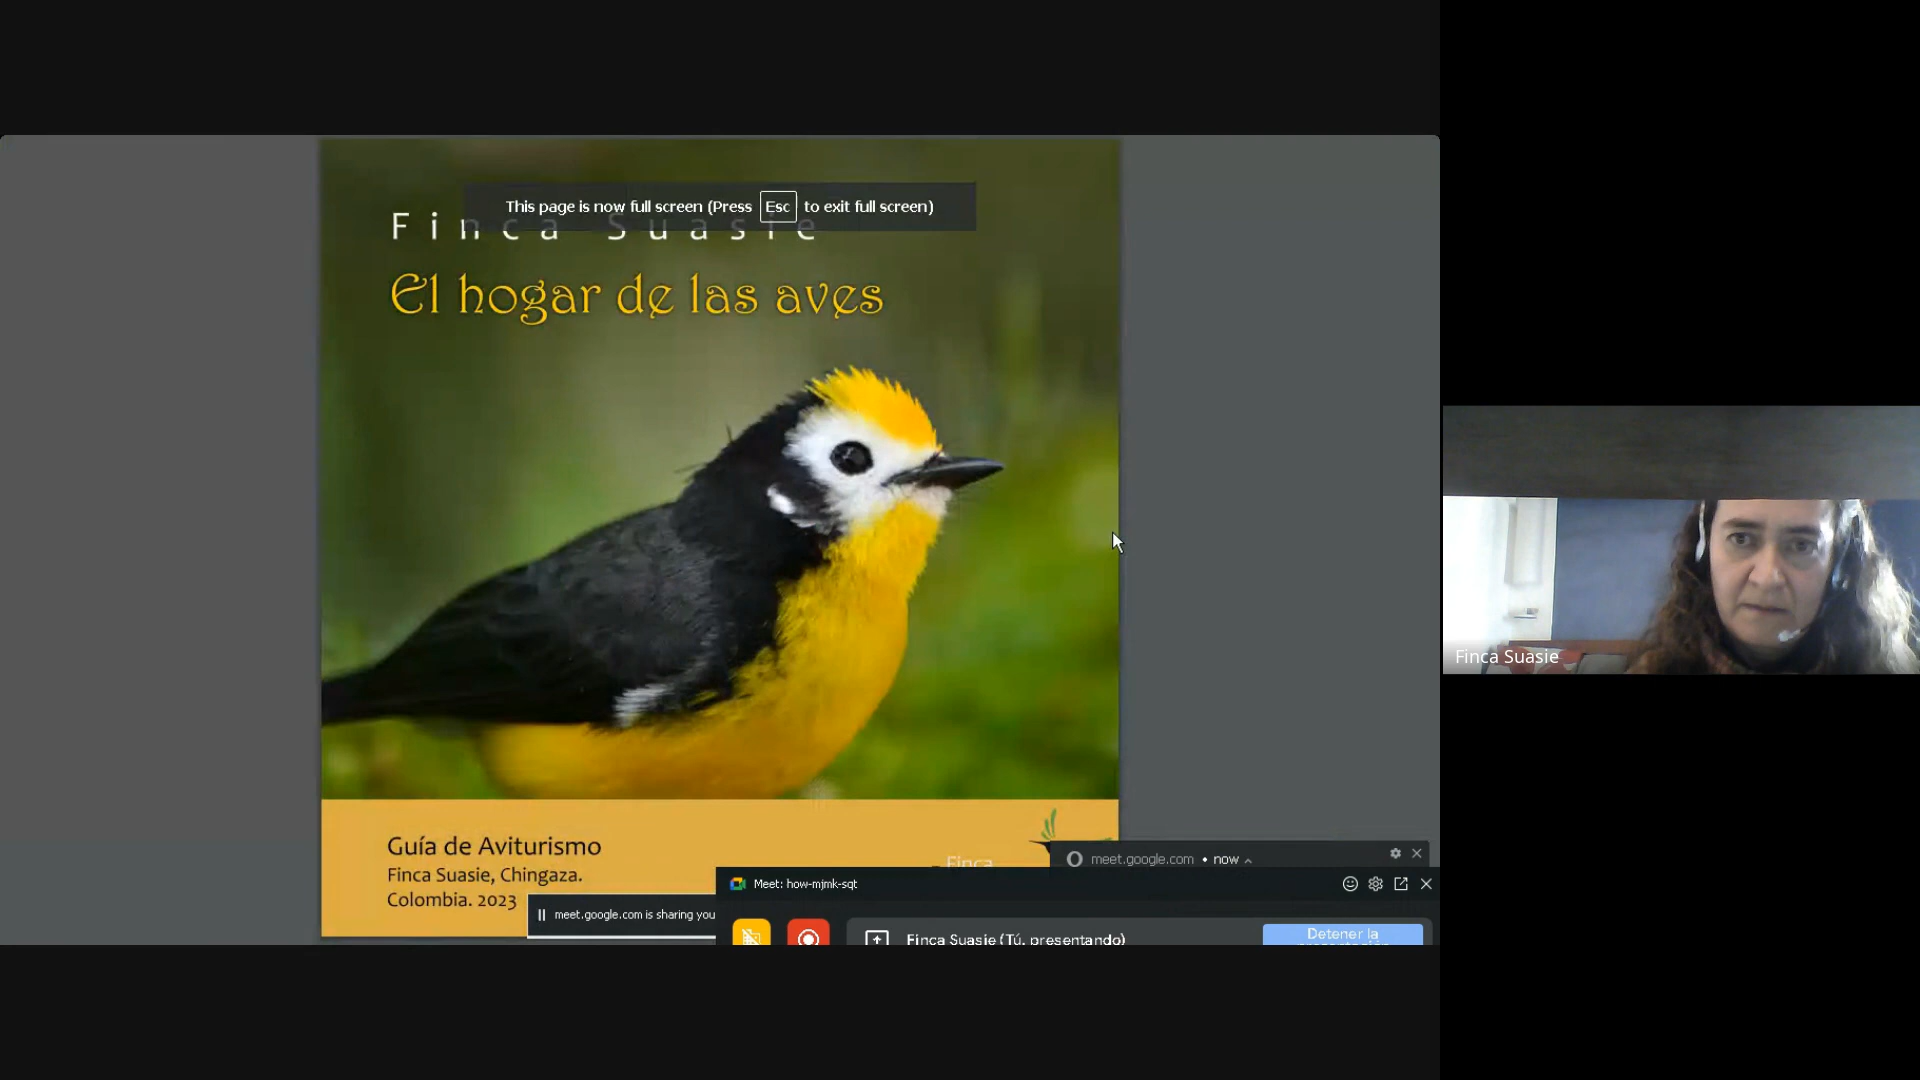 This page is now full screen (Press Esc to exit full screen)
Finca Suasie
El hogar de las aves
Guía de Aviturismo
Finca Suasie, Chingaza.
Colombia. 2023
Finca
meet.google.com • now
Meet: how-mjmk-sqt
meet.google.com is sharing you
Finca Suasie (Tú, presentando)
Detener la
Finca Suasie